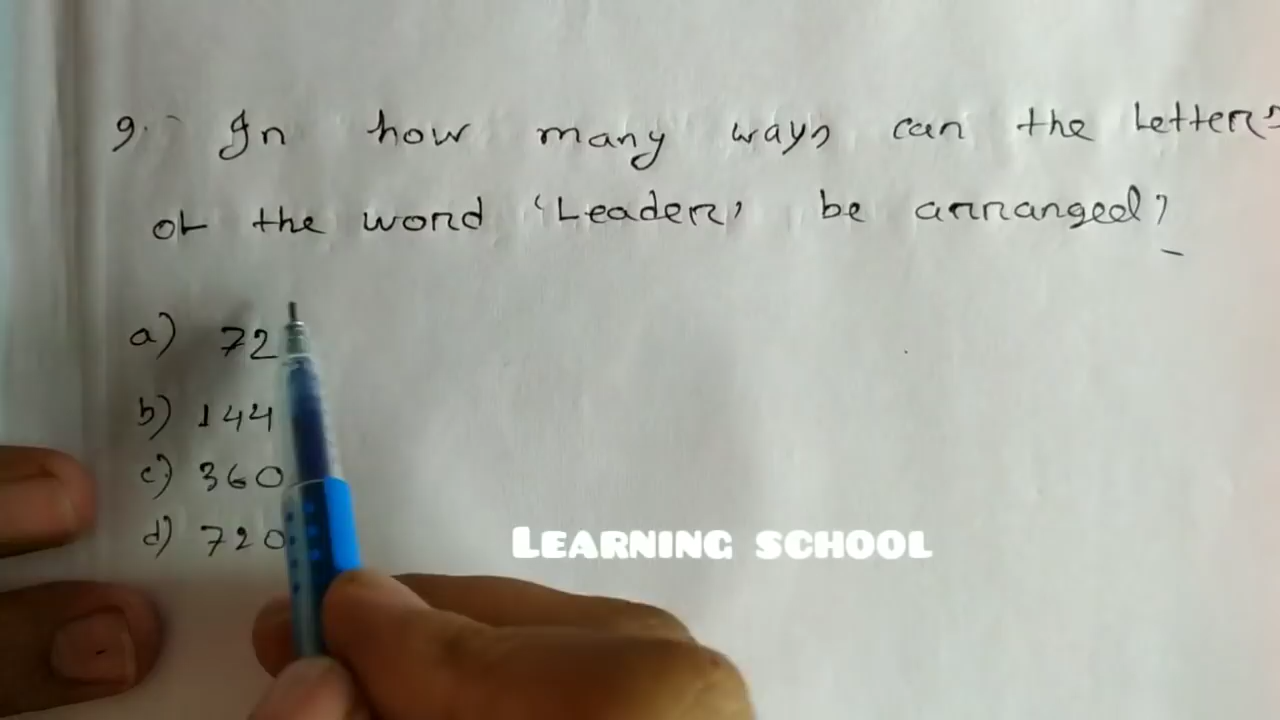 9. In how many ways can the Letters
of the word 'Leader' be arranged?
a) 72
b) 144
c) 360
d) 720
LEARNING SCHOOL